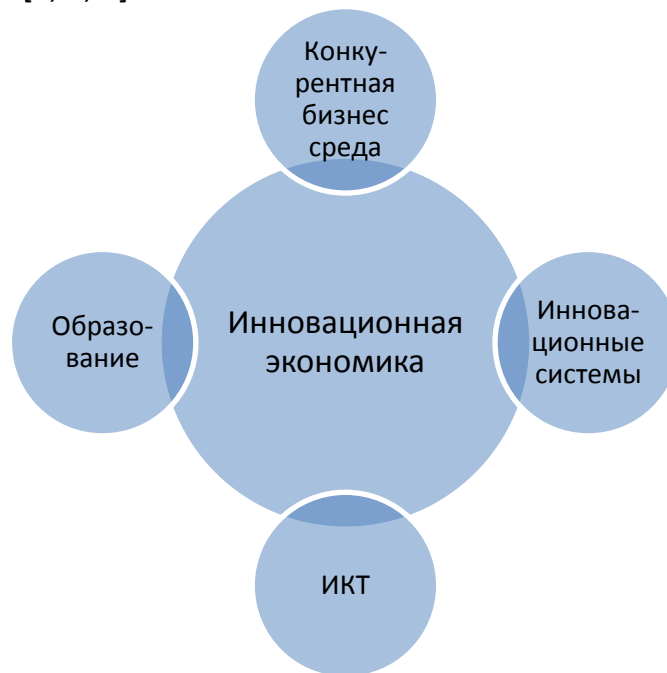 Конку-
рентная
бизнес
среда
Образо-
вание
Инновационная
экономика
Иннова-
ционные
системы
ИКТ